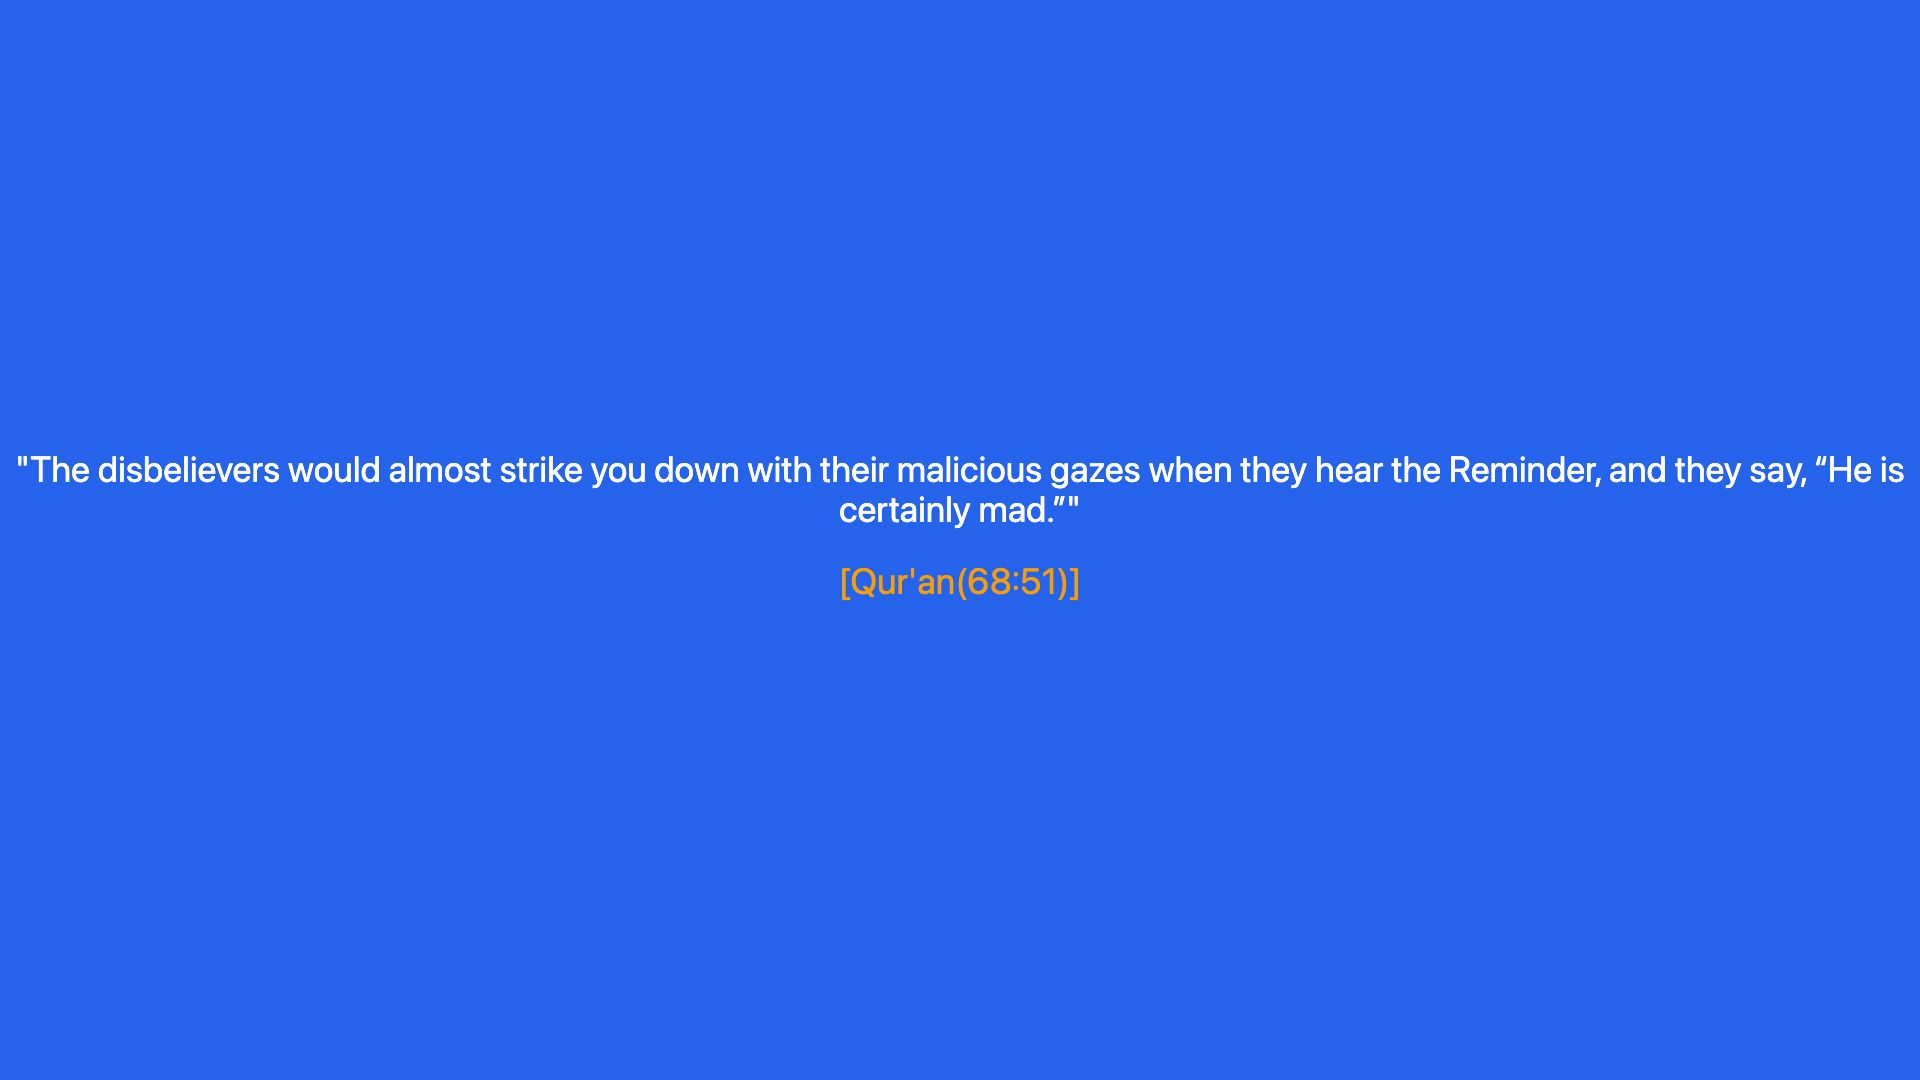 "The disbelievers would almost strike you down with their malicious gazes when they hear the Reminder, and they say, “He is
certainly mad.”"
[Qur'an(68:51)]